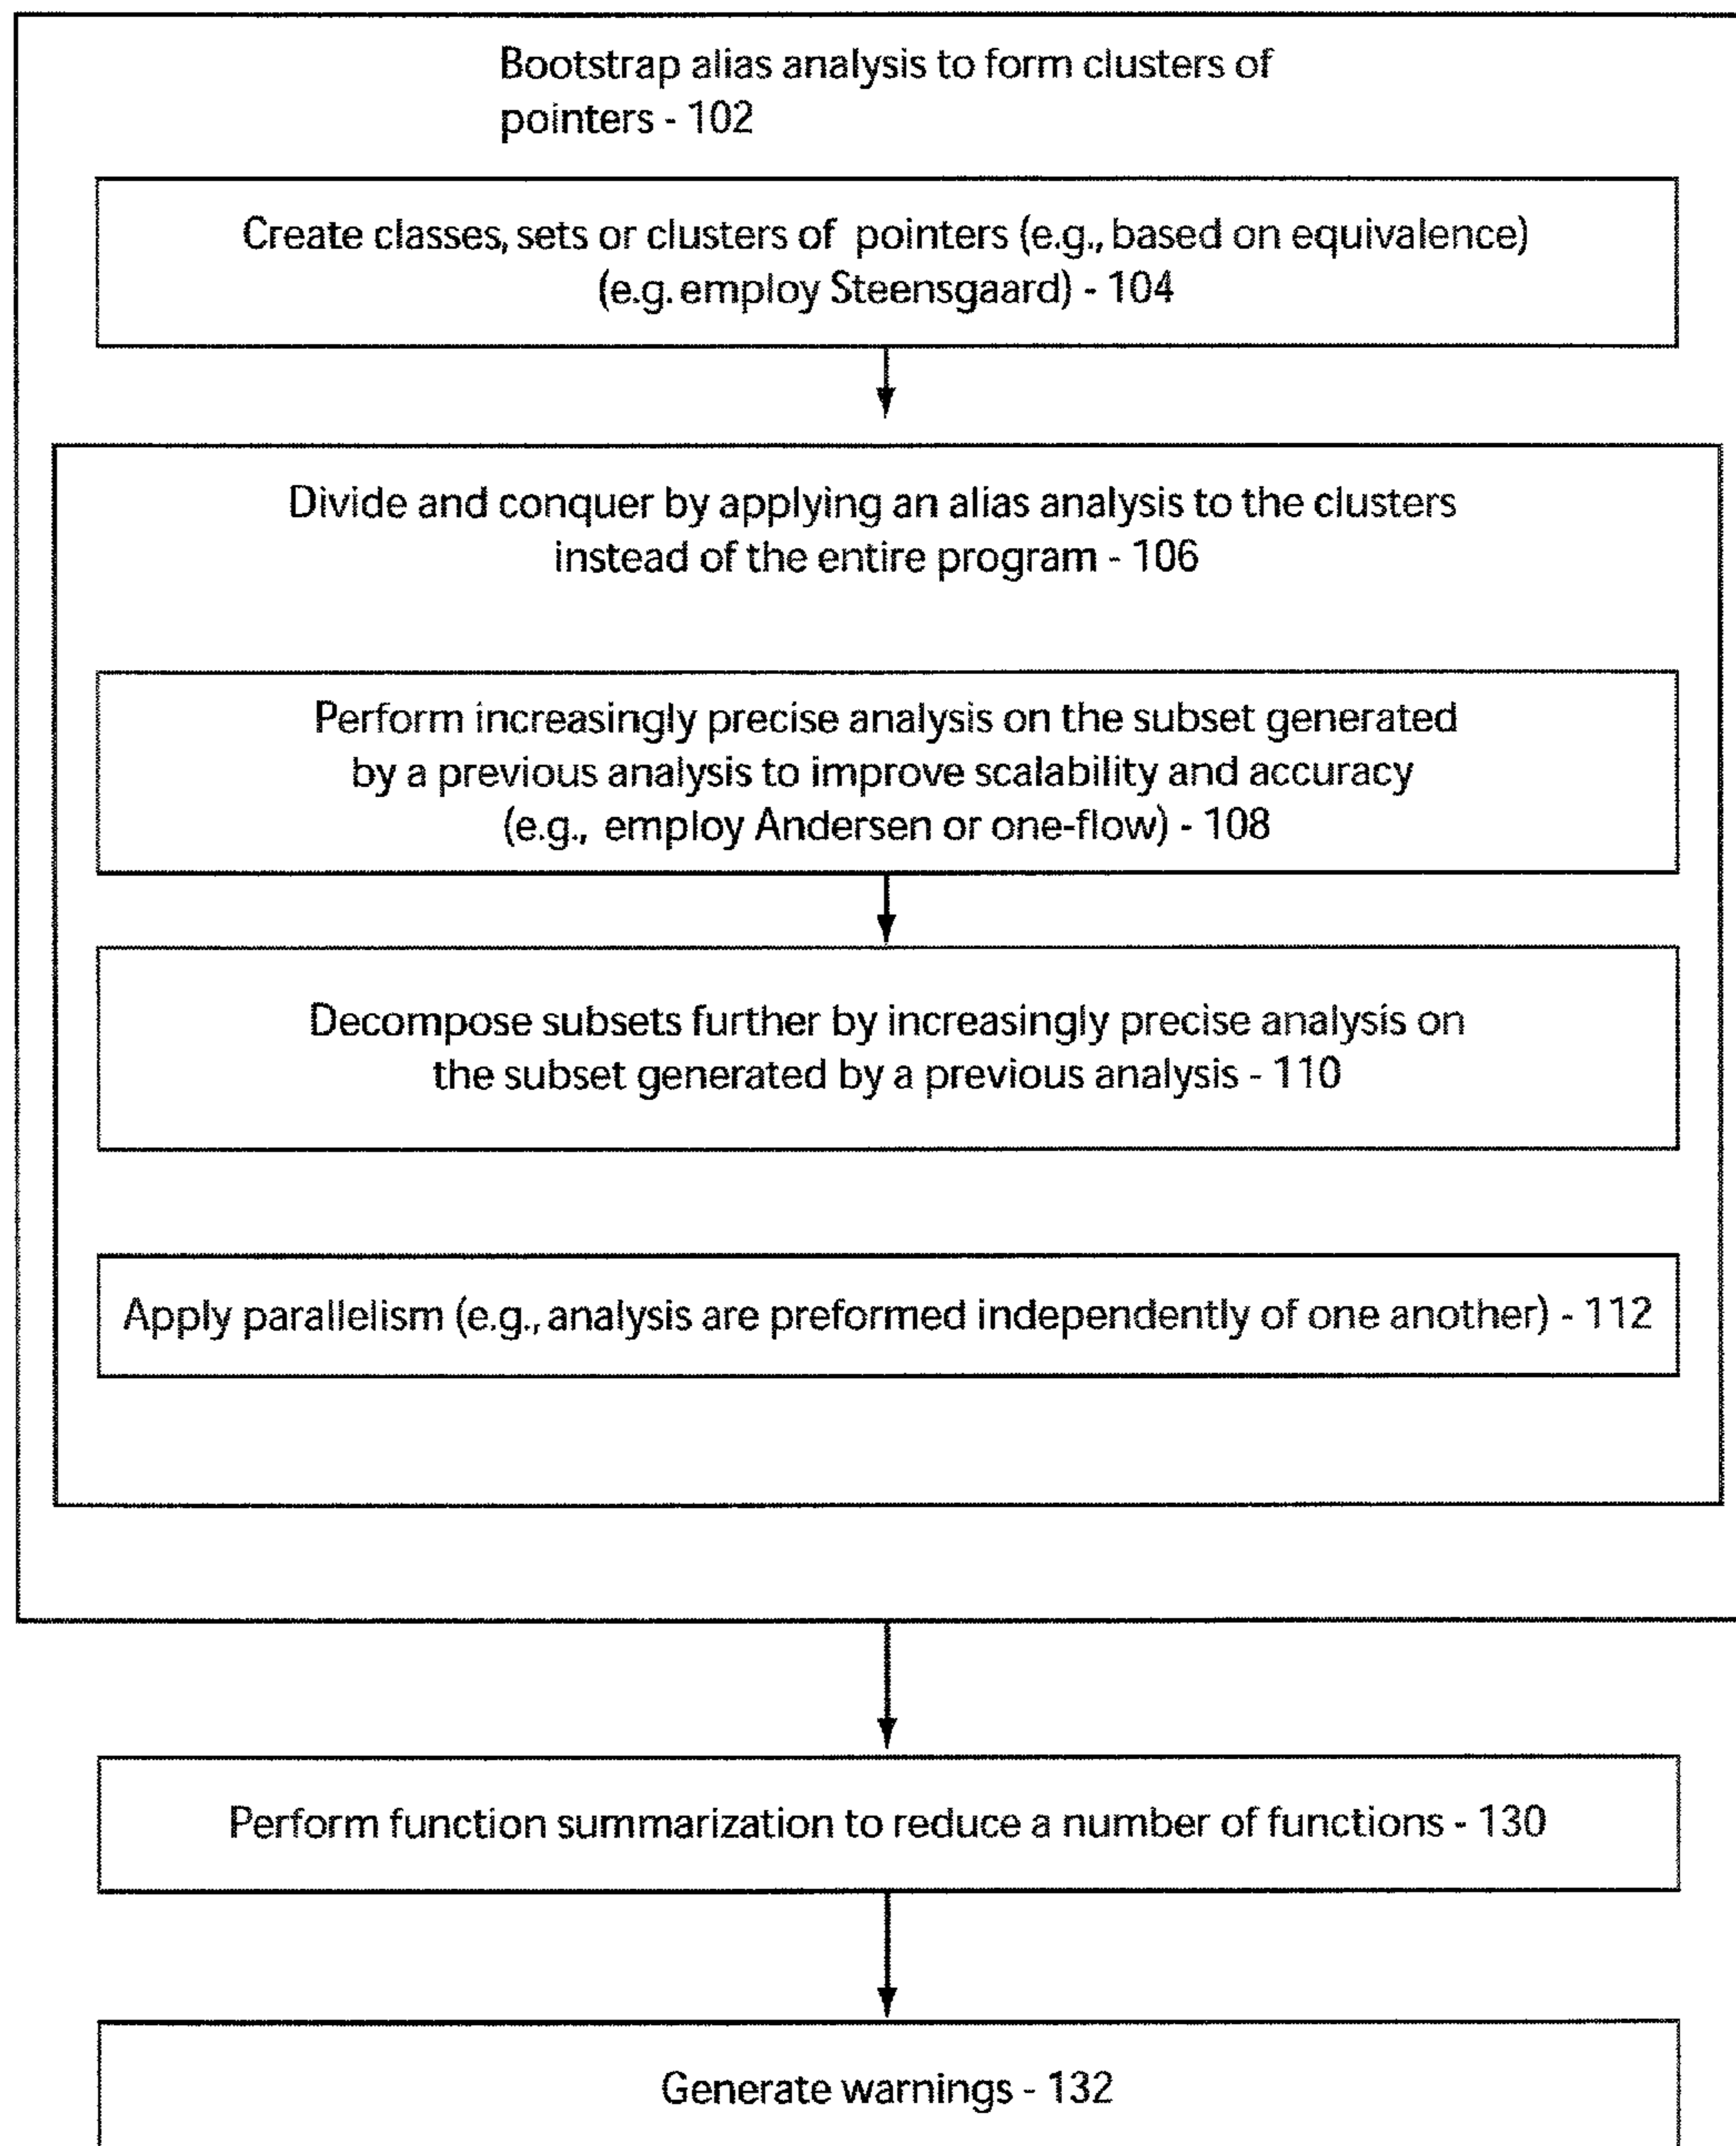 Bootstrap alias analysis to form clusters of
pointers - 102
Create classes, sets or clusters of pointers (e.g., based on equivalence)
(e.g. employ Steensgaard) - 104
Divide and conquer by applying an alias analysis to the clusters
instead of the entire program - 106
Perform increasingly precise analysis on the subset generated
by a previous analysis to improve scalability and accuracy
(e.g., employ Andersen or one-flow) - 108
Decompose subsets further by increasingly precise analysis on
the subset generated by a previous analysis - 110
Apply parallelism (e.g., analysis are preformed independently of one another) - 112
Perform function summarization to reduce a number of functions - 130
Generate warnings - 132